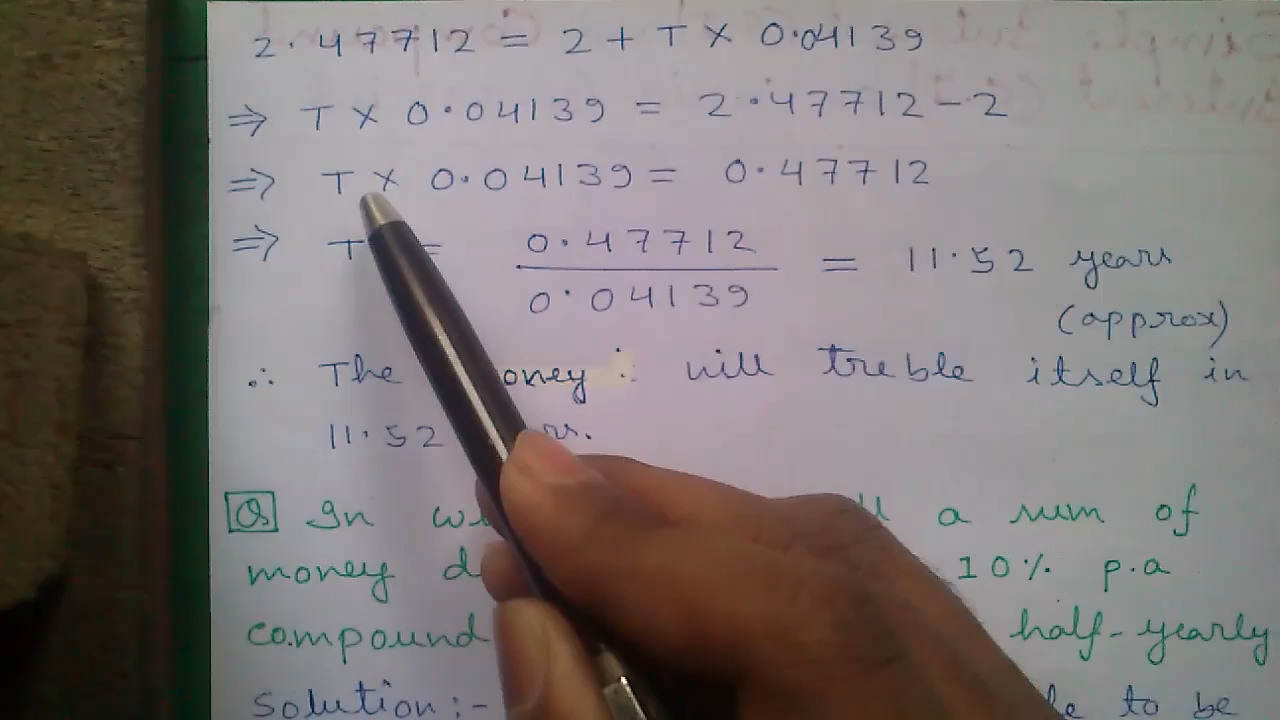 2.47712 = 2 + T × 0.04139
⇒ T × 0.04139 = 2.47712 - 2
⇒ T × 0.04139 = 0.47712
⇒ T = 0.47712 / 0.04139 = 11.52 years
(approx)
∴ The oney will treble itself in
11.52 rs.
Q In a sum of
money 10% p.a
compound half-yearly
Solution :- to be